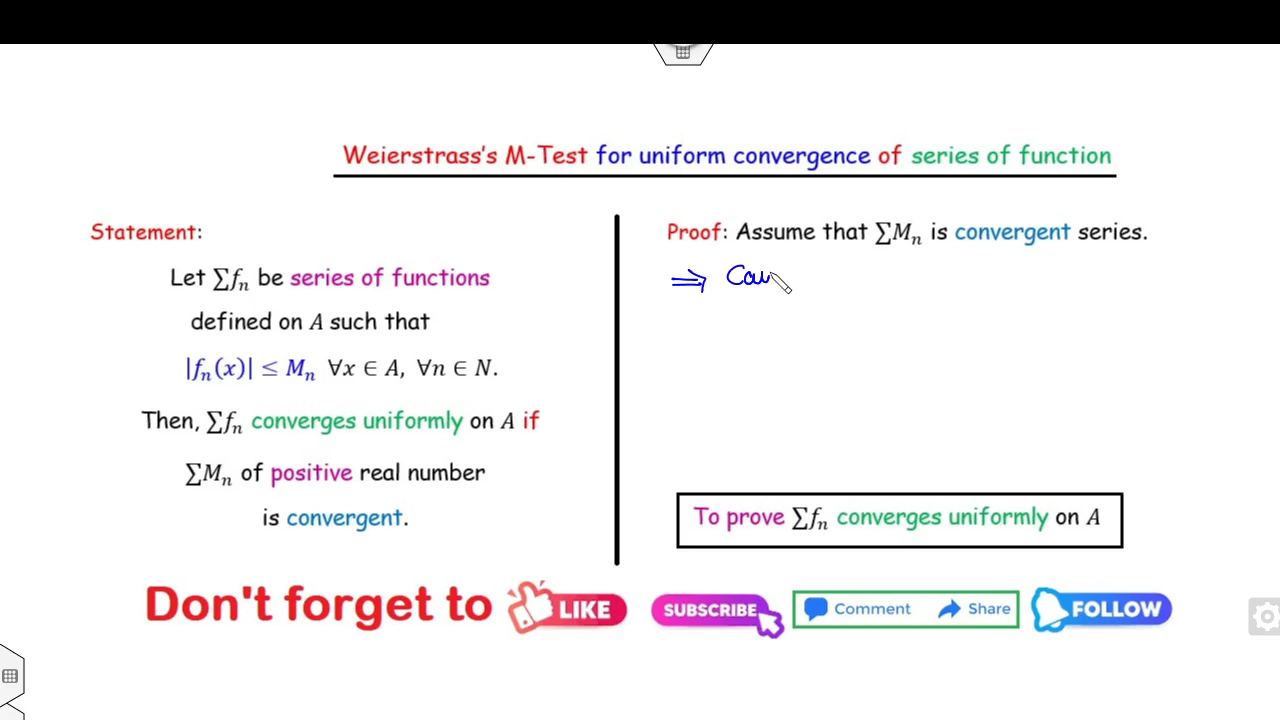 Weierstrass's M-Test for uniform convergence of series of function
Statement:
Let ∑fₙ be series of functions
defined on A such that
|fₙ(x)| ≤ Mₙ ∀x ∈ A, ∀n ∈ N.
Then, ∑fₙ converges uniformly on A if
∑Mₙ of positive real number
is convergent.
Proof: Assume that ∑Mₙ is convergent series.
⇒ Cau
To prove ∑fₙ converges uniformly on A
Don't forget to LIKE SUBSCRIBE Comment Share FOLLOW